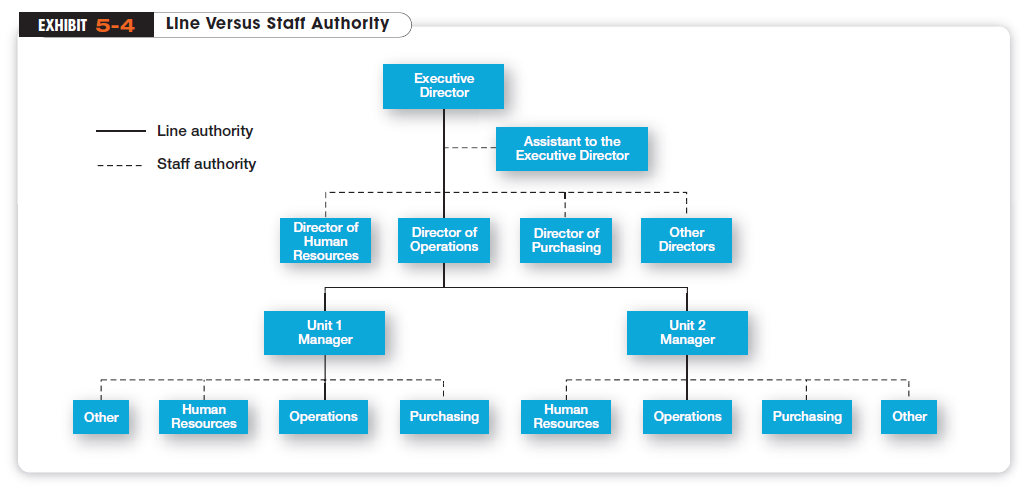 EXHIBIT 5-4 Line Versus Staff Authority
Executive
Director
Line authority
Assistant to the
Executive Director
Staff authority
Director of
Human
Resources
Director of
Operations
Director of
Purchasing
Other
Directors
Unit 1
Manager
Unit 2
Manager
Other
Human
Resources
Operations
Purchasing
Human
Resources
Operations
Purchasing
Other